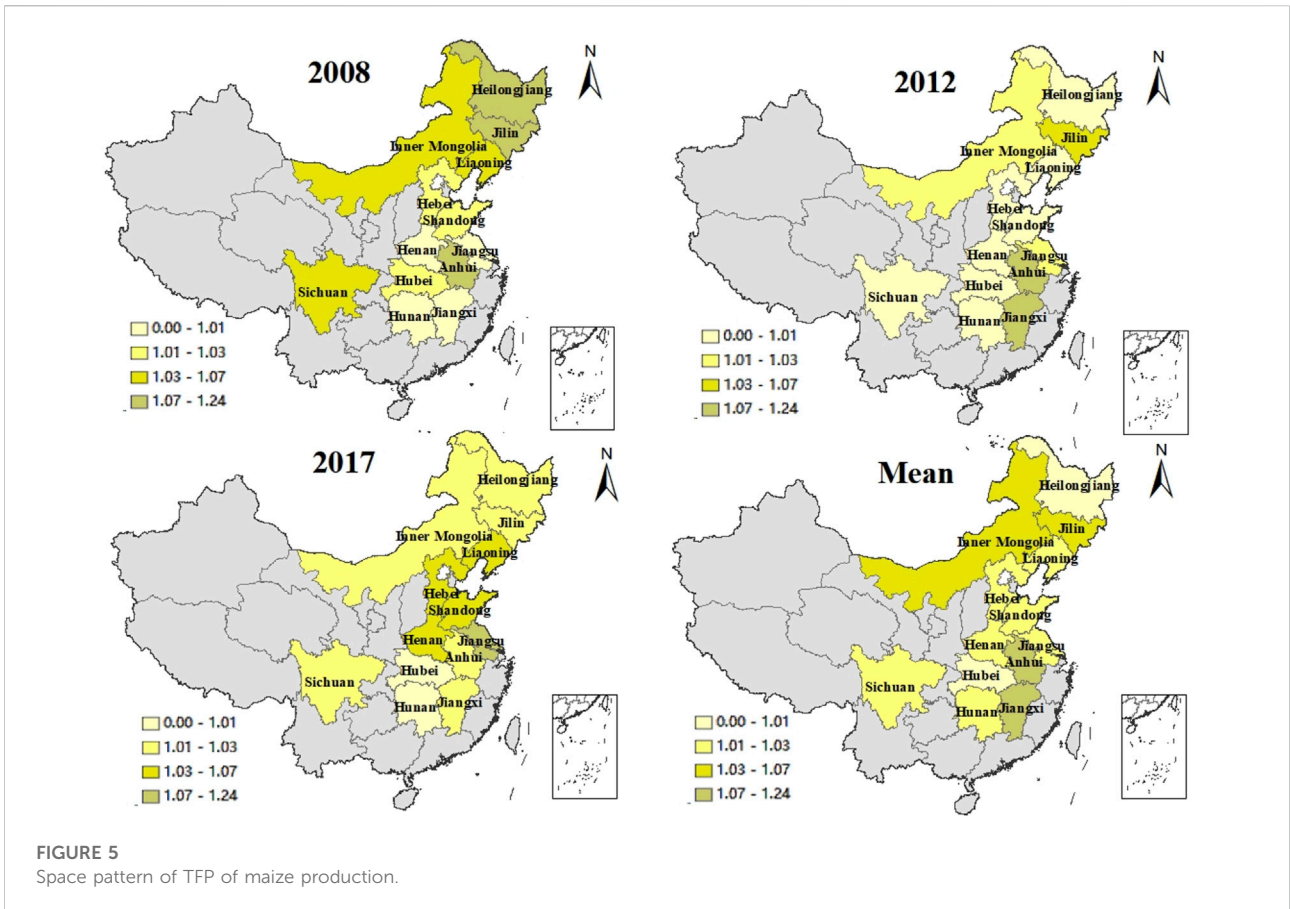 2008
N
Heilongjiang
Jilin
Inner Mongolia
Liaoning
Hebei
Shandong
Henan
Jiangsu
Anhui
Hubei
Sichuan
Hunan
Jiangxi
0.00 - 1.01
1.01 - 1.03
1.03 - 1.07
1.07 - 1.24
2012
N
Heilongjiang
Jilin
Inner Mongolia
Liaoning
Hebei
Shandong
Henan
Jiangsu
Anhui
Hubei
Sichuan
Hunan
Jiangxi
0.00 - 1.01
1.01 - 1.03
1.03 - 1.07
1.07 - 1.24
2017
N
Heilongjiang
Jilin
Inner Mongolia
Liaoning
Hebei
Shandong
Henan
Jiangsu
Anhui
Hubei
Sichuan
Hunan
Jiangxi
0.00 - 1.01
1.01 - 1.03
1.03 - 1.07
1.07 - 1.24
Mean
N
Heilongjiang
Jilin
Inner Mongolia
Liaoning
Hebei
Shandong
Henan
Jiangsu
Anhui
Hubei
Sichuan
Hunan
Jiangxi
0.00 - 1.01
1.01 - 1.03
1.03 - 1.07
1.07 - 1.24
FIGURE 5
Space pattern of TFP of maize production.